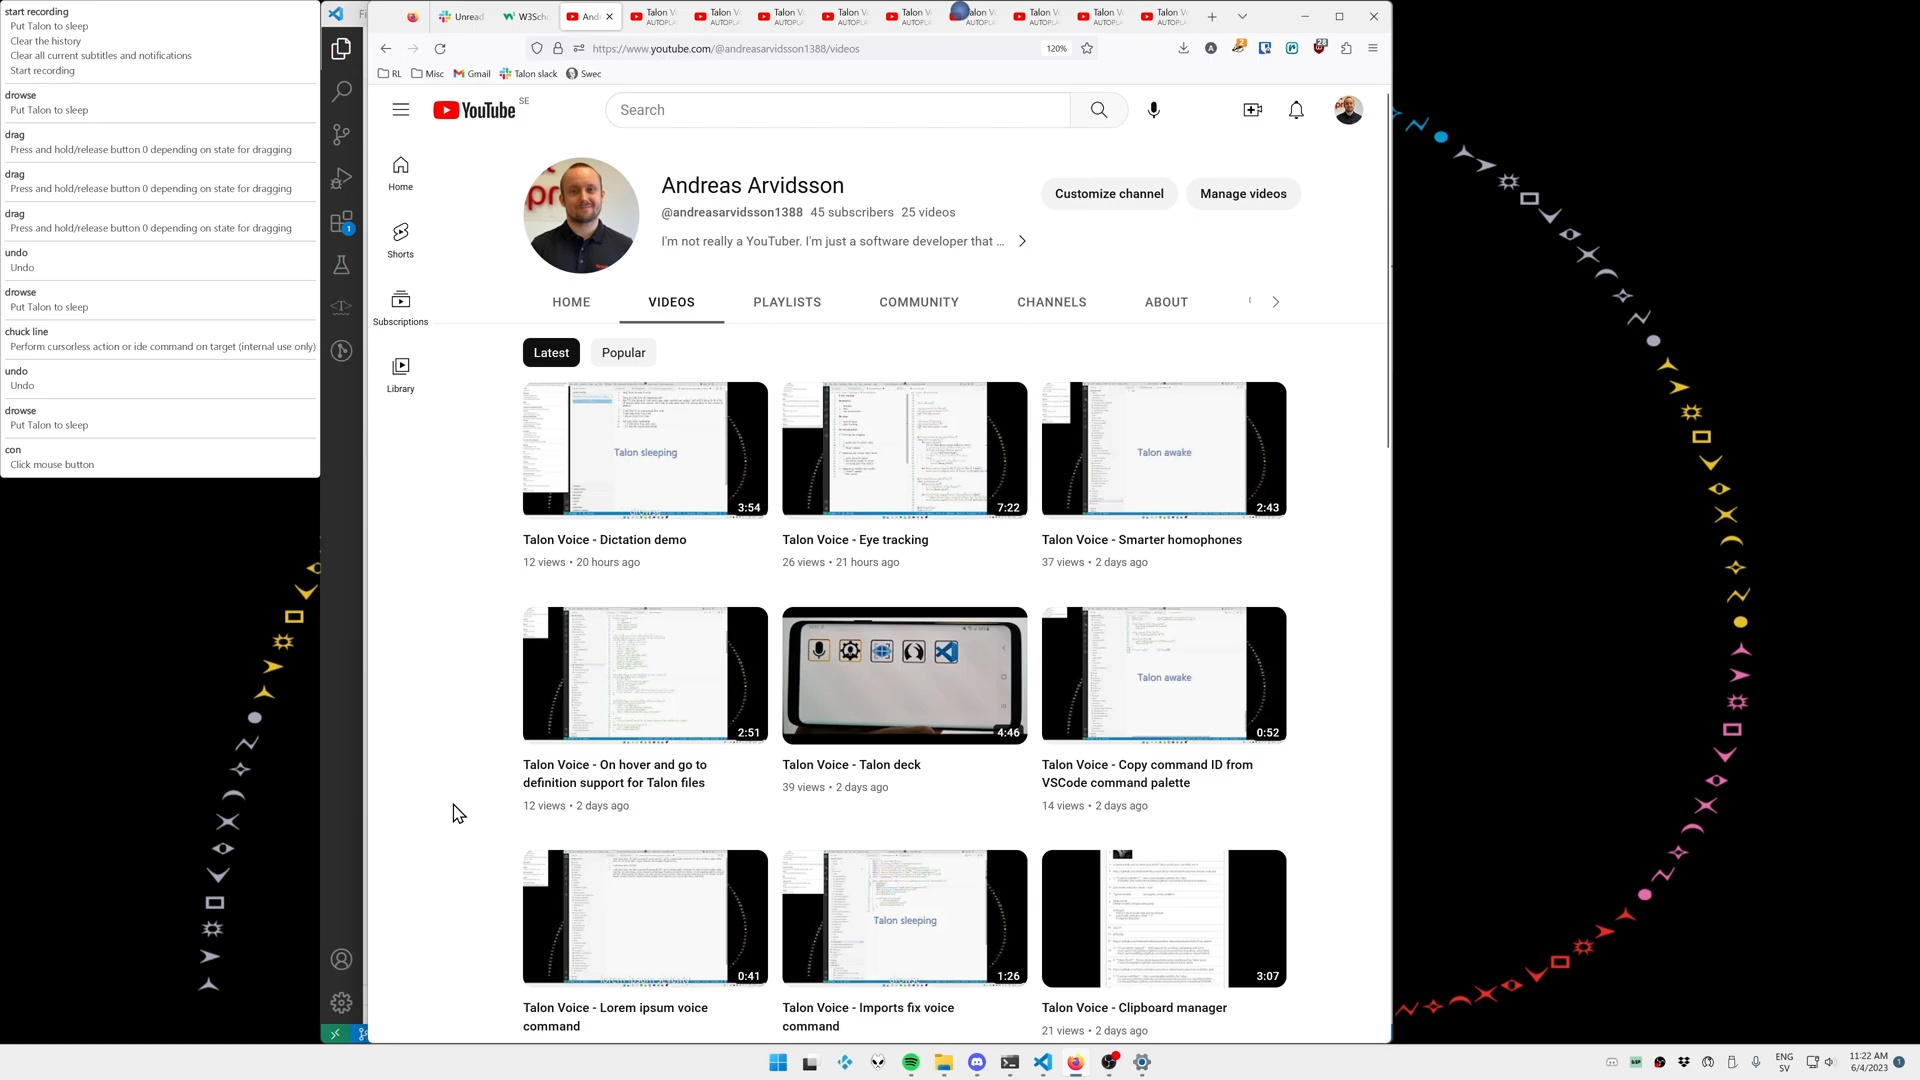 start recording
Put Talon to sleep
Clear the history
Clear all current subtitles and notifications
Start recording
drowse
Put Talon to sleep
drag
Press and hold/release button 0 depending on state for dragging
drag
Press and hold/release button 0 depending on state for dragging
drag
Press and hold/release button 0 depending on state for dragging
undo
Undo
drowse
Put Talon to sleep
chuck line
Perform cursorless action or ide command on target (internal use only)
undo
Undo
drowse
Put Talon to sleep
con
Click mouse button
Unread
W3Sch
https://www.youtube.com/@andreasarvidsson1388/videos
120%
RL
Misc
Gmail
Talon slack
Swec
YouTube SE
Search
Home
Shorts
Subscriptions
Library
Andreas Arvidsson
@andreasarvidsson1388 45 subscribers 25 videos
I'm not really a YouTuber. I'm just a software developer that ...
Customize channel
Manage videos
HOME
VIDEOS
PLAYLISTS
COMMUNITY
CHANNELS
ABOUT
Latest
Popular
Talon sleeping
3:54
7:22
Talon awake
2:43
Talon Voice - Dictation demo
12 views • 20 hours ago
Talon Voice - Eye tracking
26 views • 21 hours ago
Talon Voice - Smarter homophones
37 views • 2 days ago
2:51
4:46
Talon awake
0:52
Talon Voice - On hover and go to
definition support for Talon files
12 views • 2 days ago
Talon Voice - Talon deck
39 views • 2 days ago
Talon Voice - Copy command ID from
VSCode command palette
14 views • 2 days ago
0:41
Talon sleeping
1:26
3:07
Talon Voice - Lorem ipsum voice
command
Talon Voice - Imports fix voice
command
Talon Voice - Clipboard manager
21 views • 2 days ago
ENG
SV
11:22 AM
6/4/2023